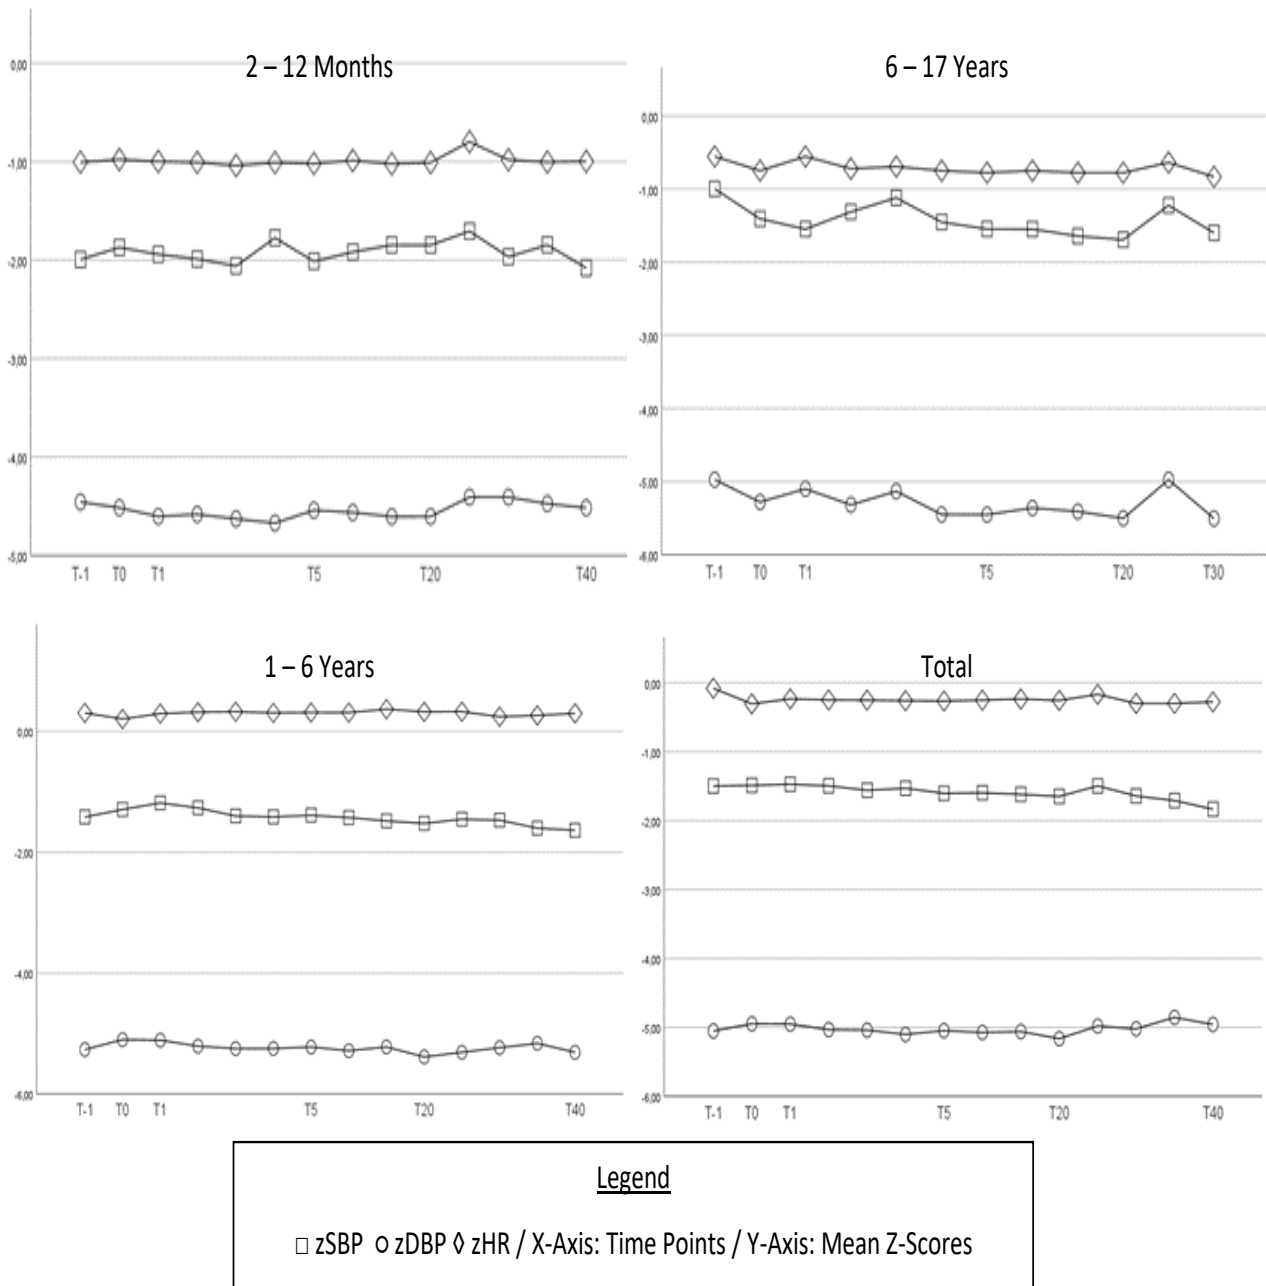 2 – 12 Months
0,00
-1,00
-2,00
-3,00
-4,00
-5,00
T-1 T0 T1 T5 T20 T40
6 – 17 Years
0,00
-1,00
-2,00
-3,00
-4,00
-5,00
-6,00
T-1 T0 T1 T5 T20 T30
1 – 6 Years
0,00
-2,00
-4,00
-6,00
T-1 T0 T1 T5 T20 T40
Total
0,00
-1,00
-2,00
-3,00
-4,00
-5,00
-6,00
T-1 T0 T1 T5 T20 T40
Legend
□ zSBP ○ zDBP ◊ zHR / X-Axis: Time Points / Y-Axis: Mean Z-Scores